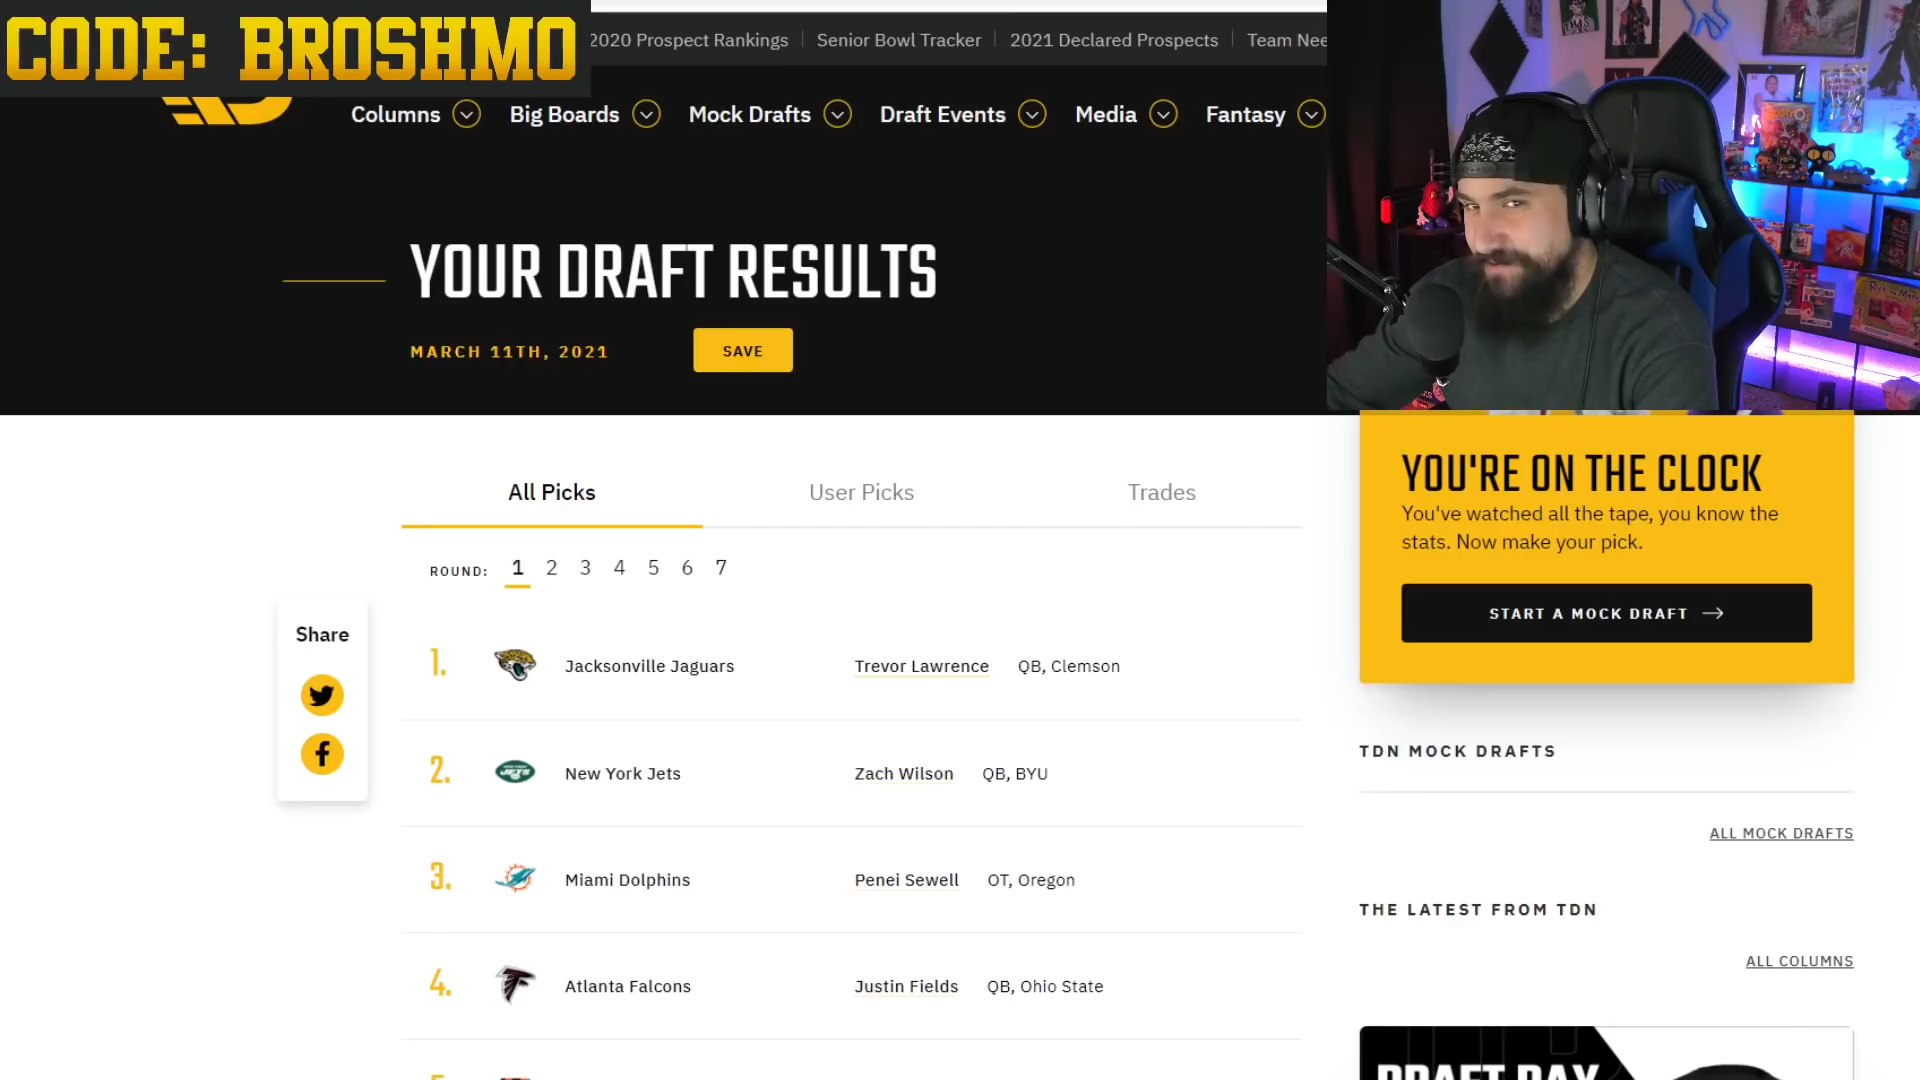 CODE: BROSHMO
2020 Prospect Rankings
Senior Bowl Tracker
2021 Declared Prospects
Team Nee
Columns
Big Boards
Mock Drafts
Draft Events
Media
Fantasy
YOUR DRAFT RESULTS
MARCH 11TH, 2021
SAVE
All Picks
User Picks
Trades
ROUND: 1 2 3 4 5 6 7
Share
1. Jacksonville Jaguars Trevor Lawrence QB, Clemson
2. New York Jets Zach Wilson QB, BYU
3. Miami Dolphins Penei Sewell OT, Oregon
4. Atlanta Falcons Justin Fields QB, Ohio State
YOU'RE ON THE CLOCK
You've watched all the tape, you know the
stats. Now make your pick.
START A MOCK DRAFT
TDN MOCK DRAFTS
ALL MOCK DRAFTS
THE LATEST FROM TDN
ALL COLUMNS
DRAFT DAY